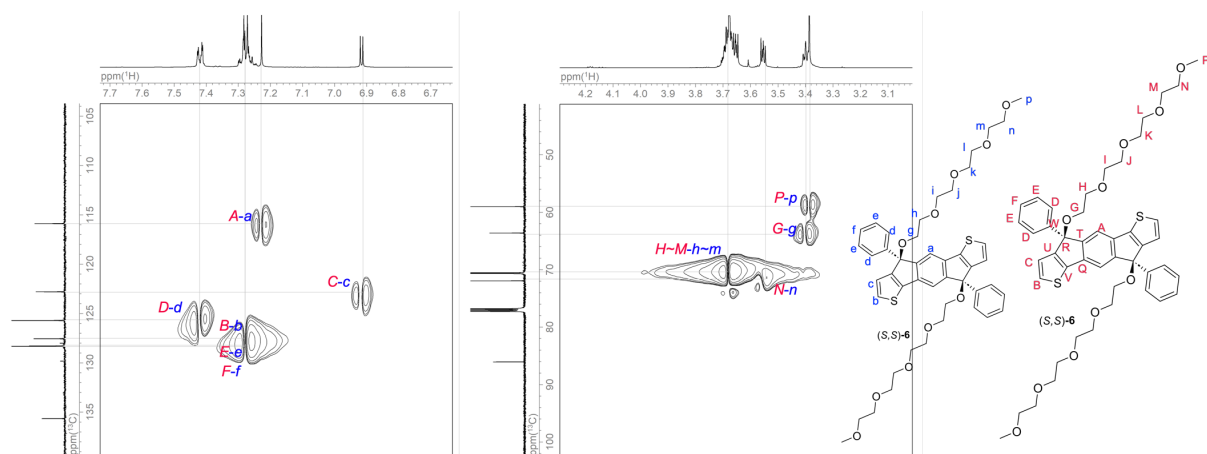 ppm(¹H)
7.7 7.6 7.5 7.4 7.3 7.2 7.1 7.0 6.9 6.8 6.7
105
110
115
120
125
130
135
ppm(¹³C)
A-a
C-c
D-d
B-b
E-e
F-f
ppm(¹H)
4.2 4.1 4.0 3.9 3.8 3.7 3.6 3.5 3.4 3.3 3.2 3.1
50
60
70
80
90
100
ppm(¹³C)
P-p
G-g
H~M-h~m
N-n
O
p
m
n
O
l
k
O
i
j
O
h
g
e
f
d
e
d
O
a
S
c
S
b
O
(S,S)-6
O
O
O
O
O
P
M
N
O
L
K
O
I
J
O
H
G
E
F
D
E
D
W
O
A
S
T
U
R
C
V
Q
B
S
O
(S,S)-6
O
O
O
O